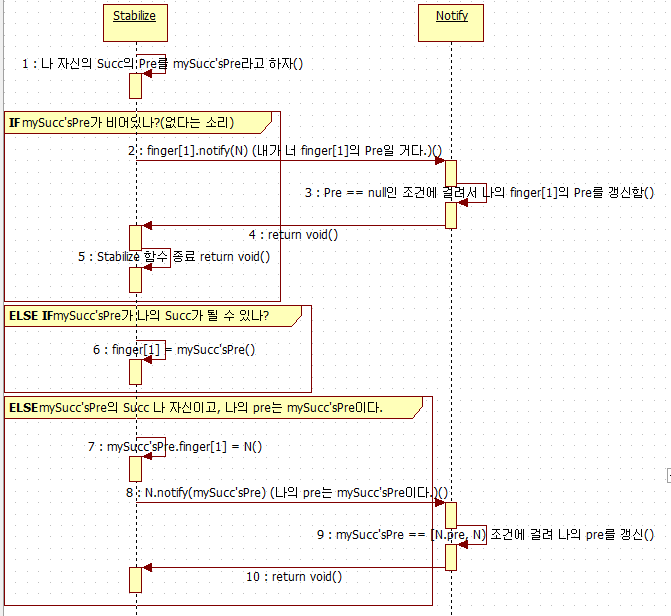 Stabilize
Notify
1 : 나 자신의 Succ의 Pre를 mySucc'sPre라고 하자()
IF mySucc'sPre가 비어있나?(없다는 소리)
2 : finger[1].notify(N) (내가 너 finger[1]의 Pre일 거다.)()
3 : Pre == null인 조건에 걸려서 나의 finger[1]의 Pre를 갱신함()
4 : return void()
5 : Stabilize 함수 종료 return void()
ELSE IF mySucc'sPre가 나의 Succ가 될 수 있나?
6 : finger[1] = mySucc'sPre()
ELSE mySucc'sPre의 Succ 나 자신이고, 나의 pre는 mySucc'sPre이다.
7 : mySucc'sPre.finger[1] = N()
8 : N.notify(mySucc'sPre) (나의 pre는 mySucc'sPre이다.)()
9 : mySucc'sPre == [N.pre, N) 조건에 걸려 나의 pre를 갱신()
10 : return void()